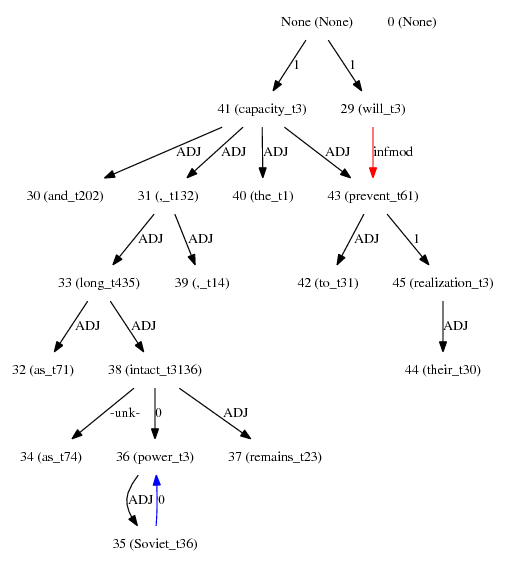 None (None) 0 (None)
1 1
41 (capacity_t3) 29 (will_t3)
ADJ ADJ ADJ ADJ infmod
30 (and_t202) 31 (,_t132) 40 (the_t1) 43 (prevent_t61)
ADJ ADJ ADJ 1
33 (long_t435) 39 (,_t14) 42 (to_t31) 45 (realization_t3)
ADJ ADJ ADJ
32 (as_t71) 38 (intact_t3136) 44 (their_t30)
-unk- 0 ADJ
34 (as_t74) 36 (power_t3) 37 (remains_t23)
ADJ 0
35 (Soviet_t36)